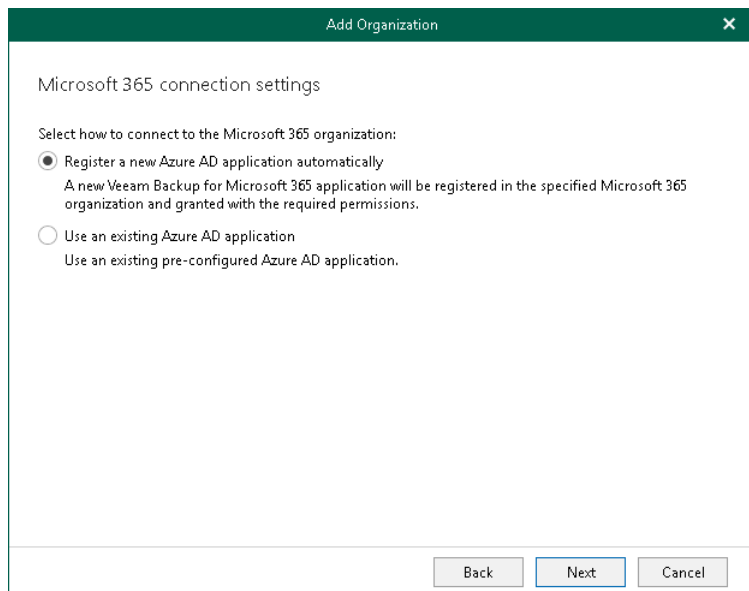 Add Organization
Microsoft 365 connection settings
Select how to connect to the Microsoft 365 organization:
Register a new Azure AD application automatically
A new Veeam Backup for Microsoft 365 application will be registered in the specified Microsoft 365
organization and granted with the required permissions.
Use an existing Azure AD application
Use an existing pre-configured Azure AD application.
Back
Next
Cancel